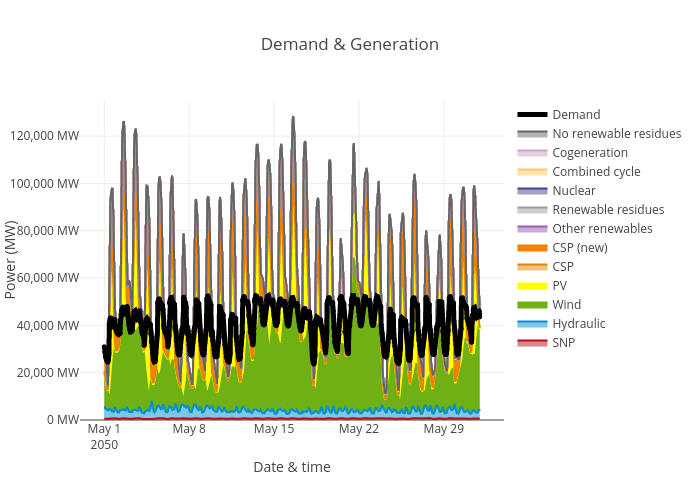 Demand & Generation
120,000 MW
100,000 MW
80,000 MW
60,000 MW
40,000 MW
20,000 MW
0 MW
Power (MW)
May 1
2050
May 8
May 15
May 22
May 29
Date & time
Demand
No renewable residues
Cogeneration
Combined cycle
Nuclear
Renewable residues
Other renewables
CSP (new)
CSP
PV
Wind
Hydraulic
SNP